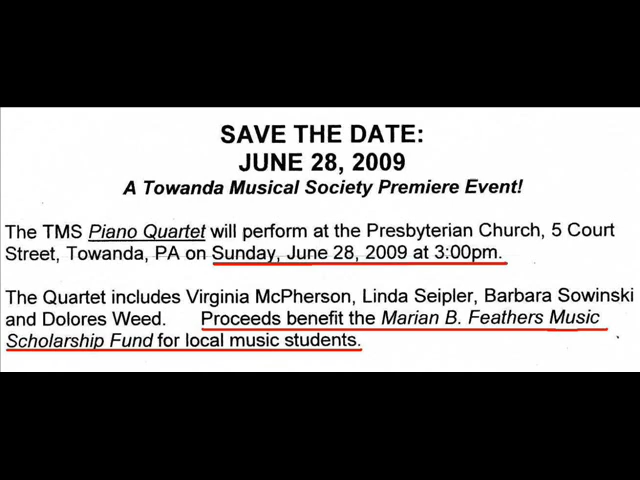 SAVE THE DATE:
JUNE 28, 2009
A Towanda Musical Society Premiere Event!
The TMS Piano Quartet will perform at the Presbyterian Church, 5 Court
Street, Towanda, PA on Sunday, June 28, 2009 at 3:00pm.
The Quartet includes Virginia McPherson, Linda Seipler, Barbara Sowinski
and Dolores Weed. Proceeds benefit the Marian B. Feathers Music
Scholarship Fund for local music students.